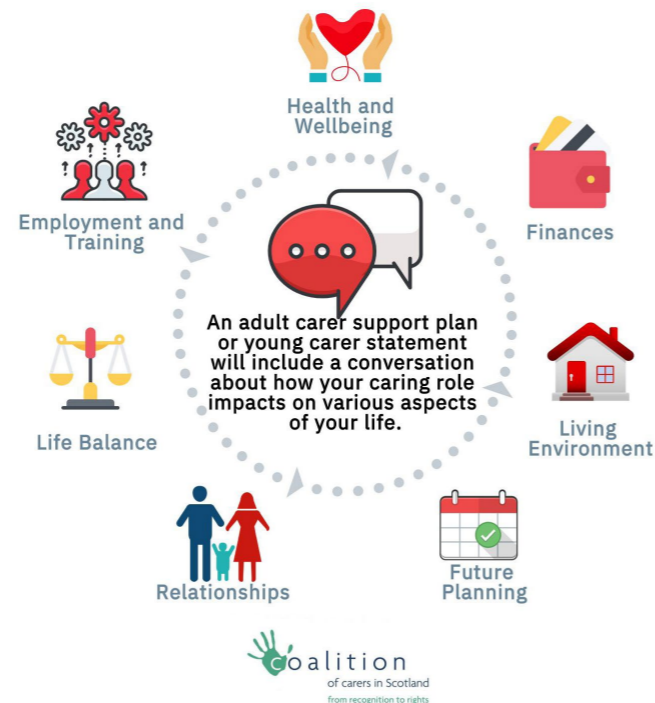 Health and
Wellbeing
Finances
Living
Environment
Future
Planning
Relationships
Life Balance
Employment and
Training
An adult carer support plan
or young carer statement
will include a conversation
about how your caring role
impacts on various aspects
of your life.
coalition
of carers in Scotland
from recognition to rights